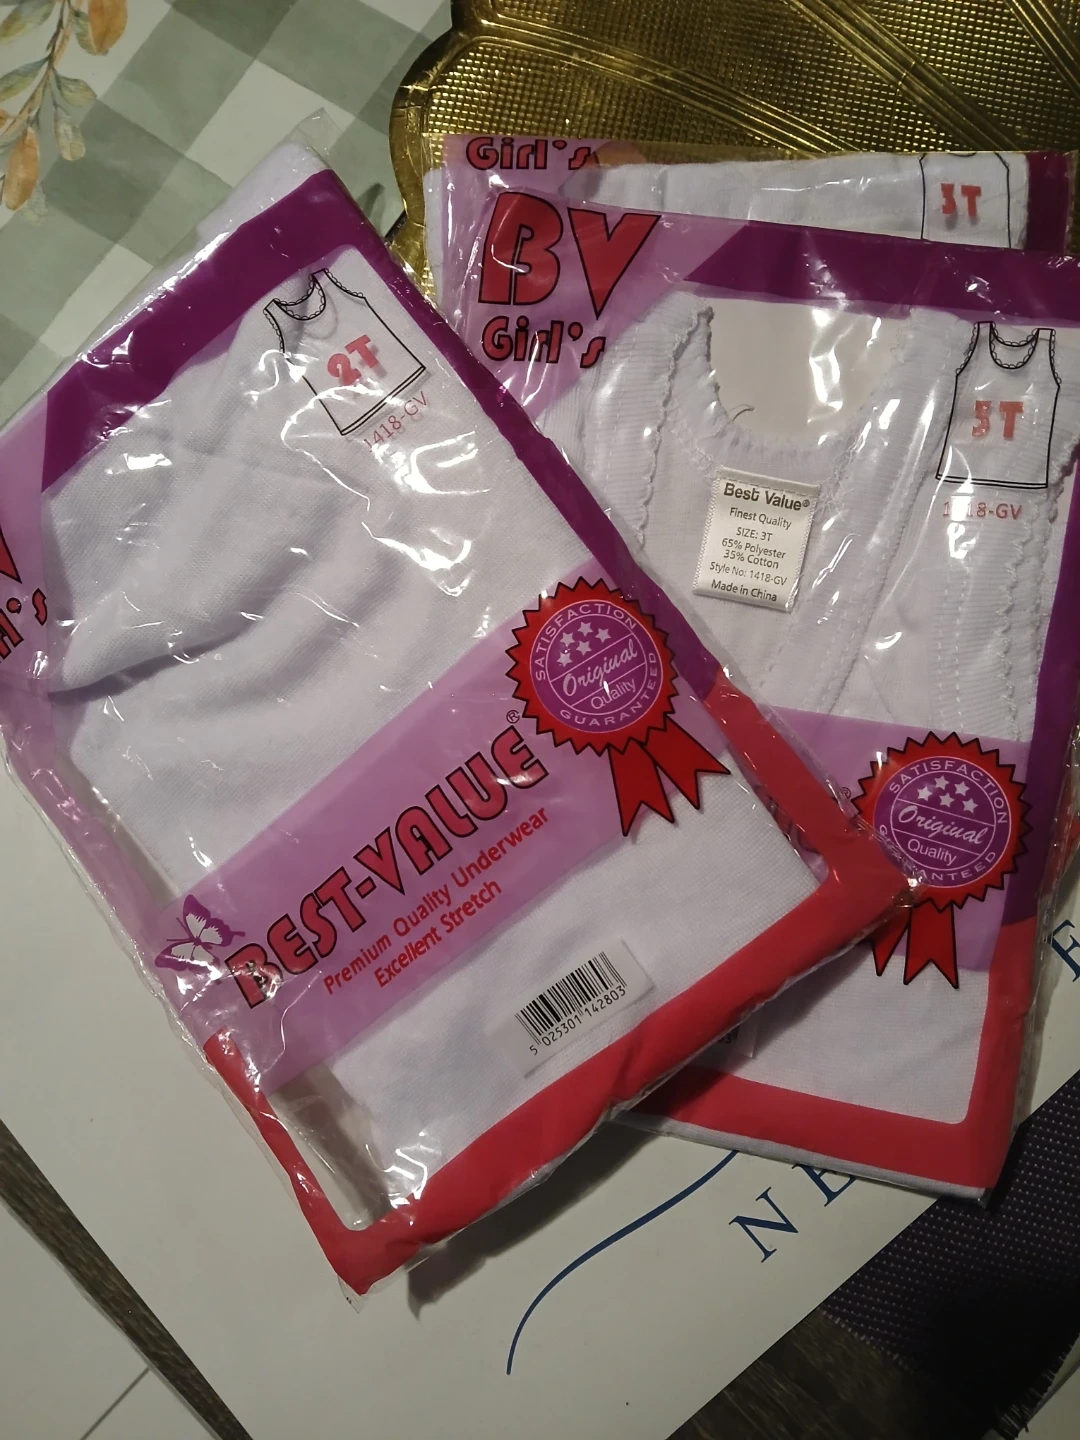 Girl's
3T
BV
Girl's
3T
1418-GV
Best Value®
Finest Quality
SIZE: 3T
65% Polyester
35% Cotton
Style No: 1418-GV
Made in China
SATISFACTION
Original
Quality
GUARANTEED
2T
1418-GV
SATISFACTION
Original
Quality
GUARANTEED
BEST-VALUE®
Premium Quality Underwear
Excellent Stretch
5 025301 142803